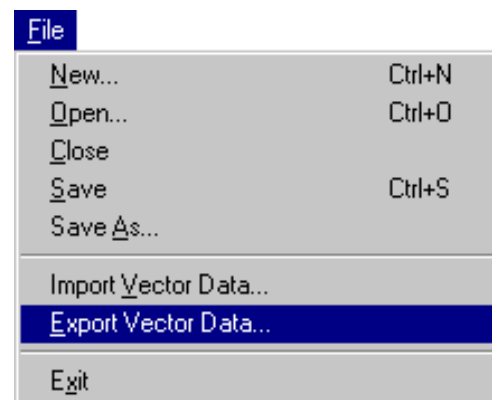 File
New... Ctrl+N
Open... Ctrl+O
Close
Save Ctrl+S
Save As...
Import Vector Data...
Export Vector Data...
Exit